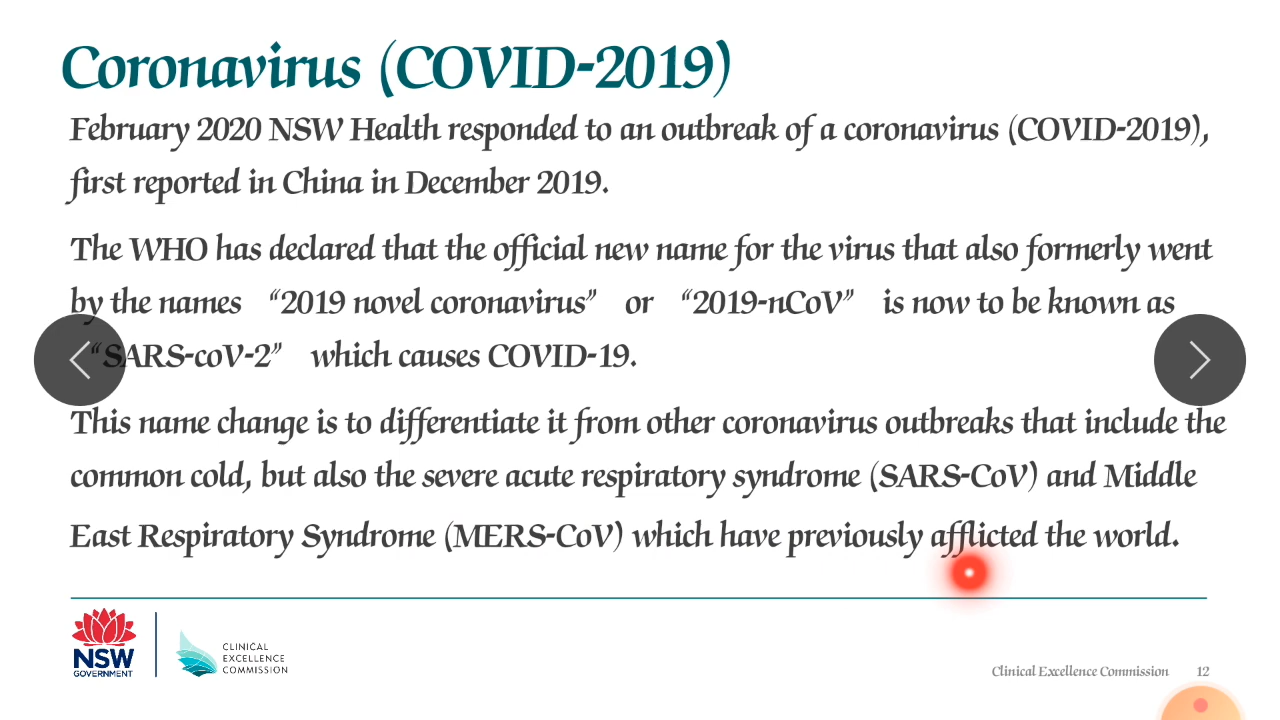 Coronavirus (COVID-2019)
February 2020 NSW Health responded to an outbreak of a coronavirus (COVID-2019),
first reported in China in December 2019.
The WHO has declared that the official new name for the virus that also formerly went
by the names “2019 novel coronavirus” or “2019-nCoV” is now to be known as
“SARS-coV-2” which causes COVID-19.
This name change is to differentiate it from other coronavirus outbreaks that include the
common cold, but also the severe acute respiratory syndrome (SARS-CoV) and Middle
East Respiratory Syndrome (MERS-CoV) which have previously afflicted the world.
NSW
GOVERNMENT
CLINICAL
EXCELLENCE
COMMISSION
Clinical Excellence Commission 12